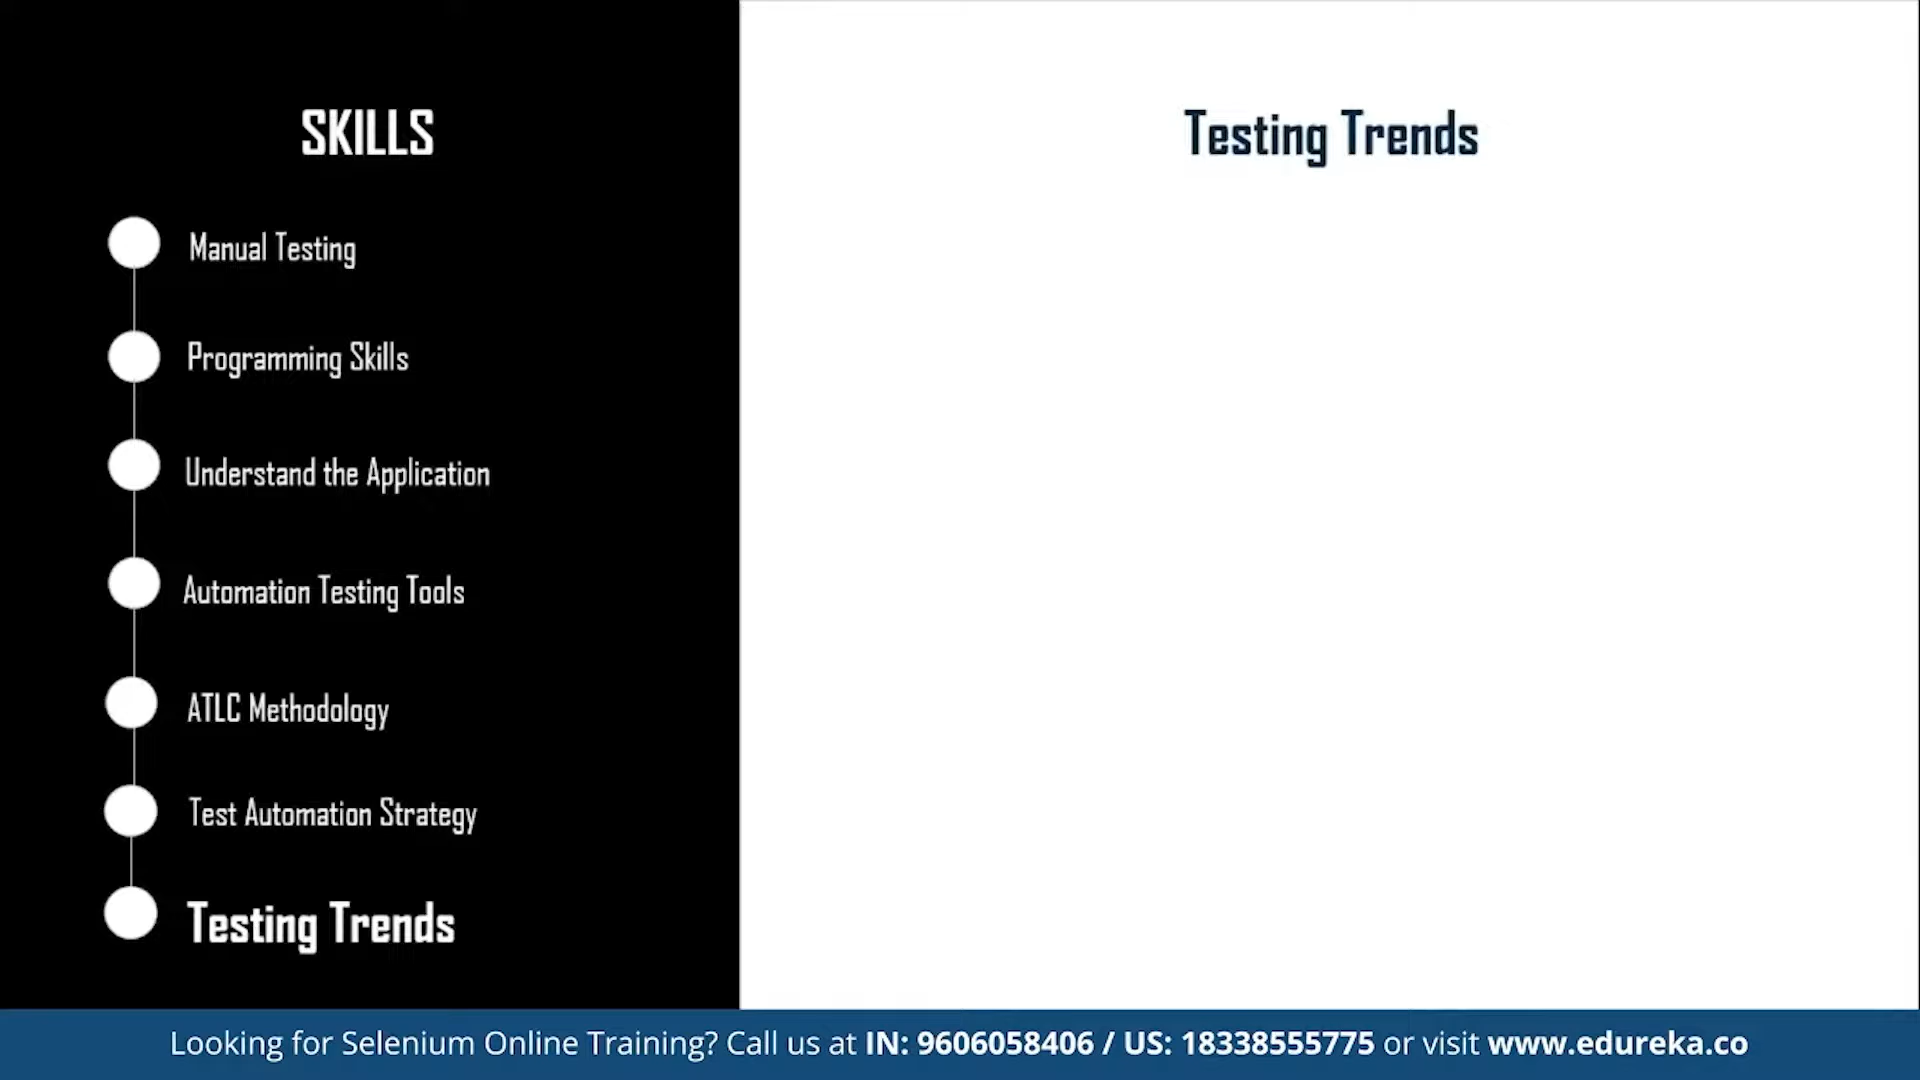 SKILLS
Manual Testing
Programming Skills
Understand the Application
Automation Testing Tools
ATLC Methodology
Test Automation Strategy
Testing Trends
Testing Trends
Looking for Selenium Online Training? Call us at IN: 9606058406 / US: 18338555775 or visit www.edureka.co